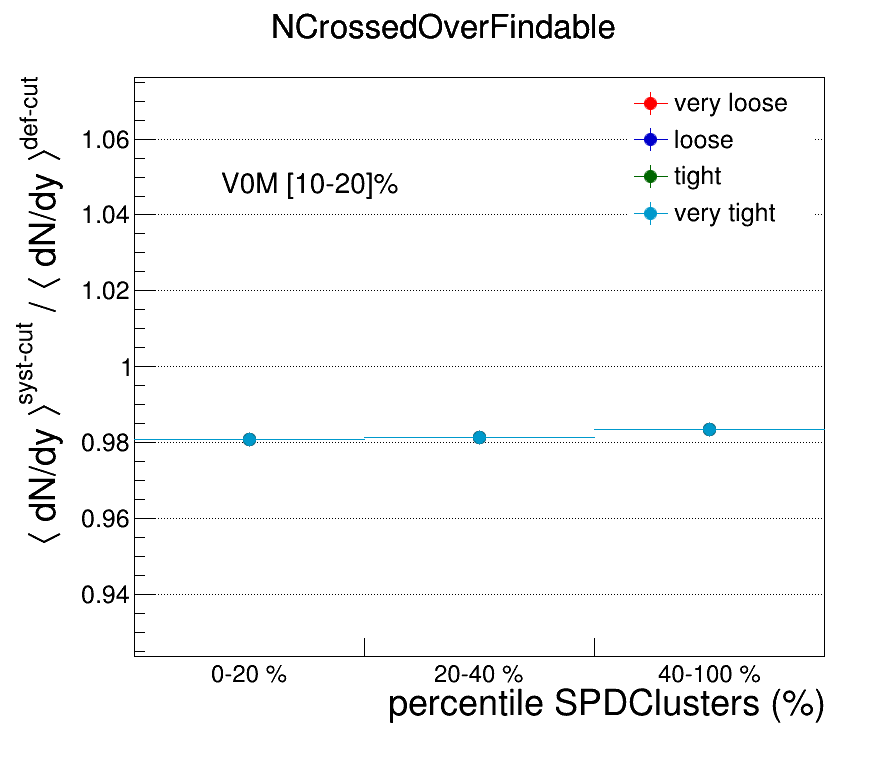 NCrossedOverFindable
⟨ dN/dy ⟩^syst-cut / ⟨ dN/dy ⟩^def-cut
V0M [10-20]%
very loose
loose
tight
very tight
1.06
1.04
1.02
1
0.98
0.96
0.94
0-20 % 20-40 % 40-100 %
percentile SPDClusters (%)